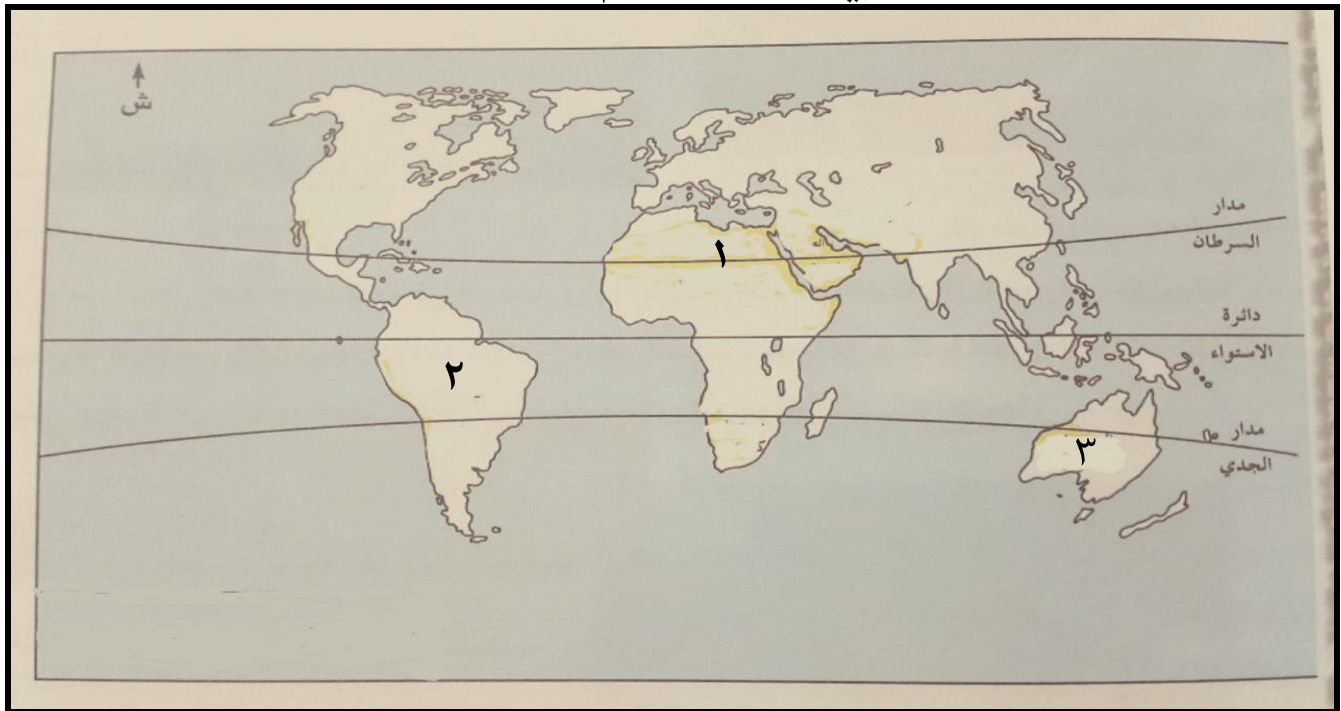 ش
١
٢
٣
مدار
السرطان
دائرة
الاستواء
مدار
الجدي